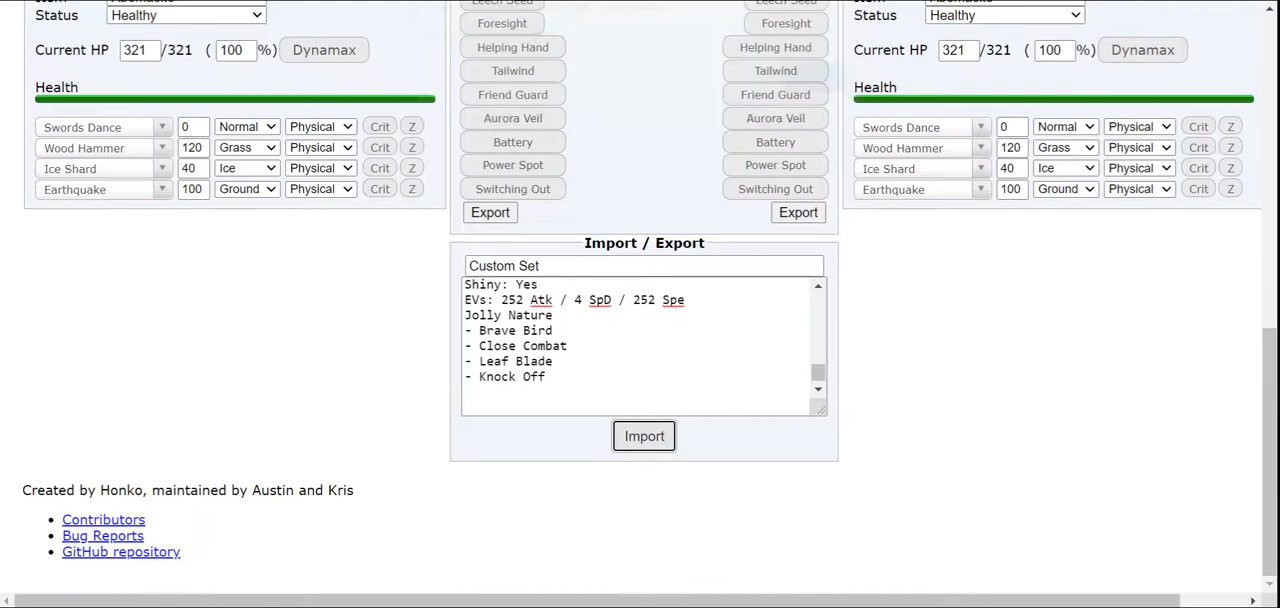 Status Healthy
Current HP 321 /321 ( 100 %) Dynamax
Health
Swords Dance 0 Normal Physical Crit Z
Wood Hammer 120 Grass Physical Crit Z
Ice Shard 40 Ice Physical Crit Z
Earthquake 100 Ground Physical Crit Z
Leech Seed Leech Seed
Foresight Foresight
Helping Hand Helping Hand
Tailwind Tailwind
Friend Guard Friend Guard
Aurora Veil Aurora Veil
Battery Battery
Power Spot Power Spot
Switching Out Switching Out
Export Export
Import / Export
Custom Set
Shiny: Yes
EVs: 252 Atk / 4 SpD / 252 Spe
Jolly Nature
- Brave Bird
- Close Combat
- Leaf Blade
- Knock Off
Import
Status Healthy
Current HP 321 /321 ( 100 %) Dynamax
Health
Swords Dance 0 Normal Physical Crit Z
Wood Hammer 120 Grass Physical Crit Z
Ice Shard 40 Ice Physical Crit Z
Earthquake 100 Ground Physical Crit Z
Created by Honko, maintained by Austin and Kris
Contributors
Bug Reports
GitHub repository